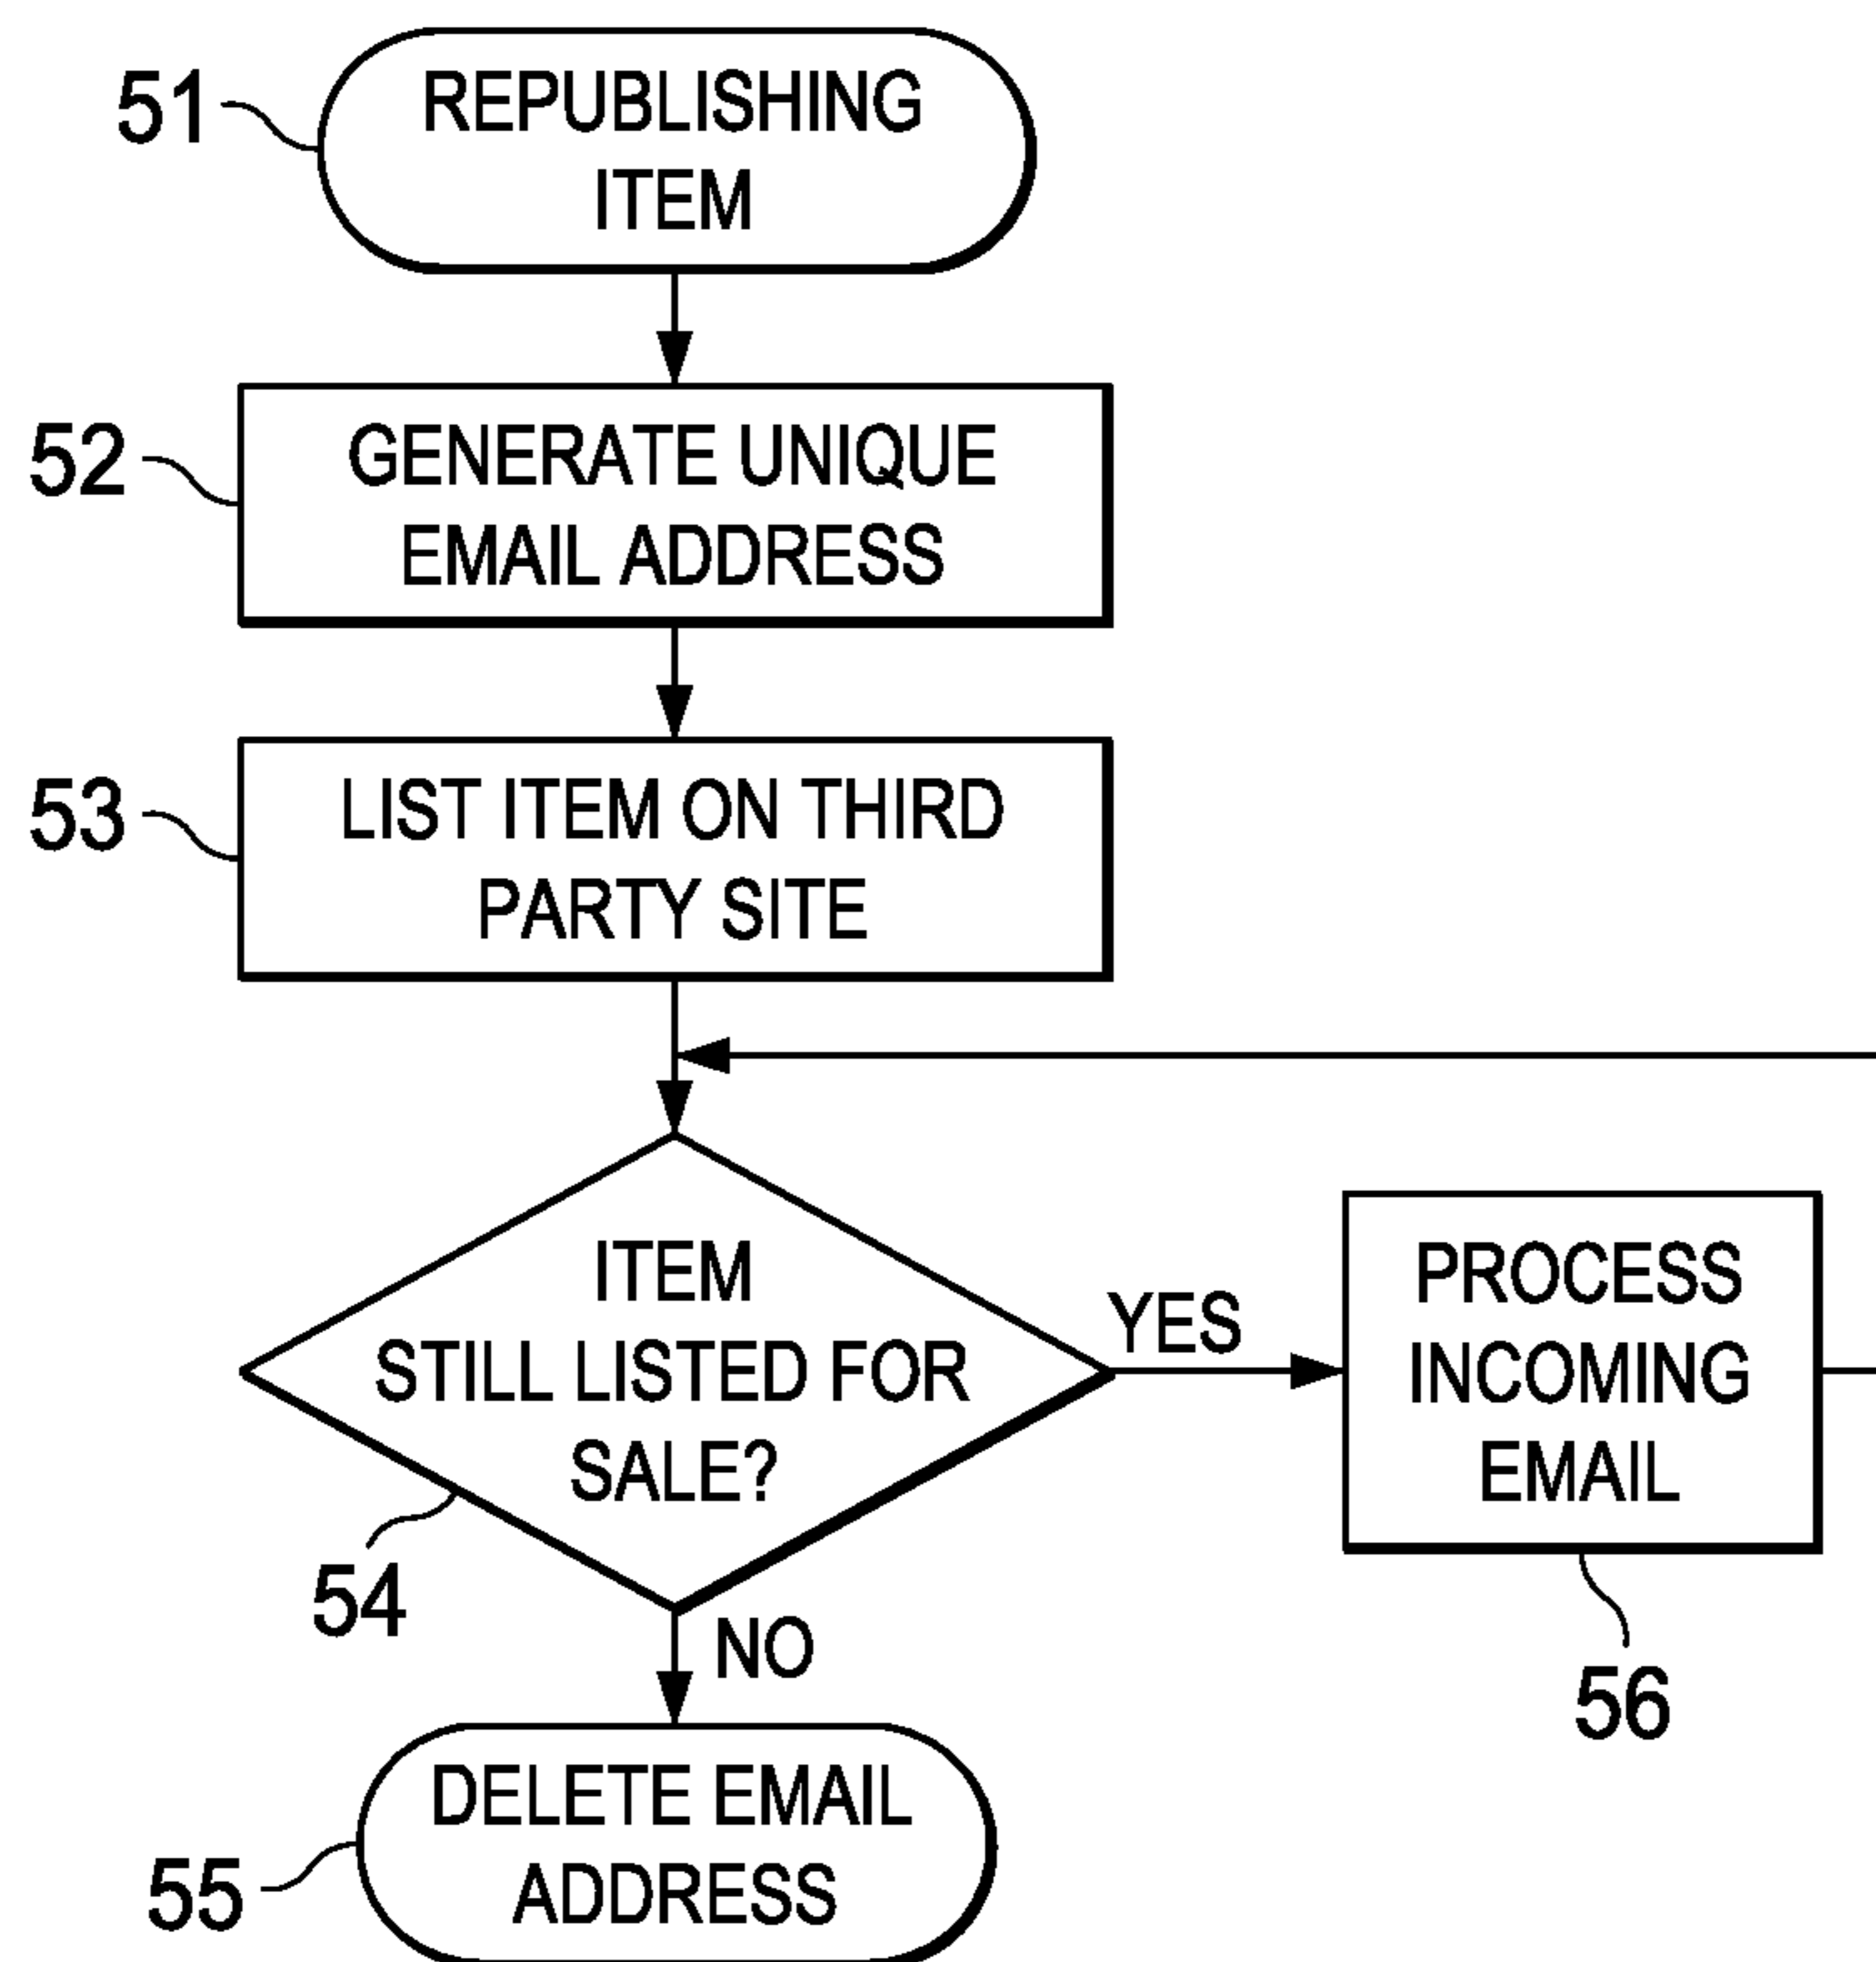 51
REPUBLISHING
ITEM
52
GENERATE UNIQUE
EMAIL ADDRESS
53
LIST ITEM ON THIRD
PARTY SITE
ITEM
STILL LISTED FOR
SALE?
54
YES
PROCESS
INCOMING
EMAIL
56
NO
55
DELETE EMAIL
ADDRESS